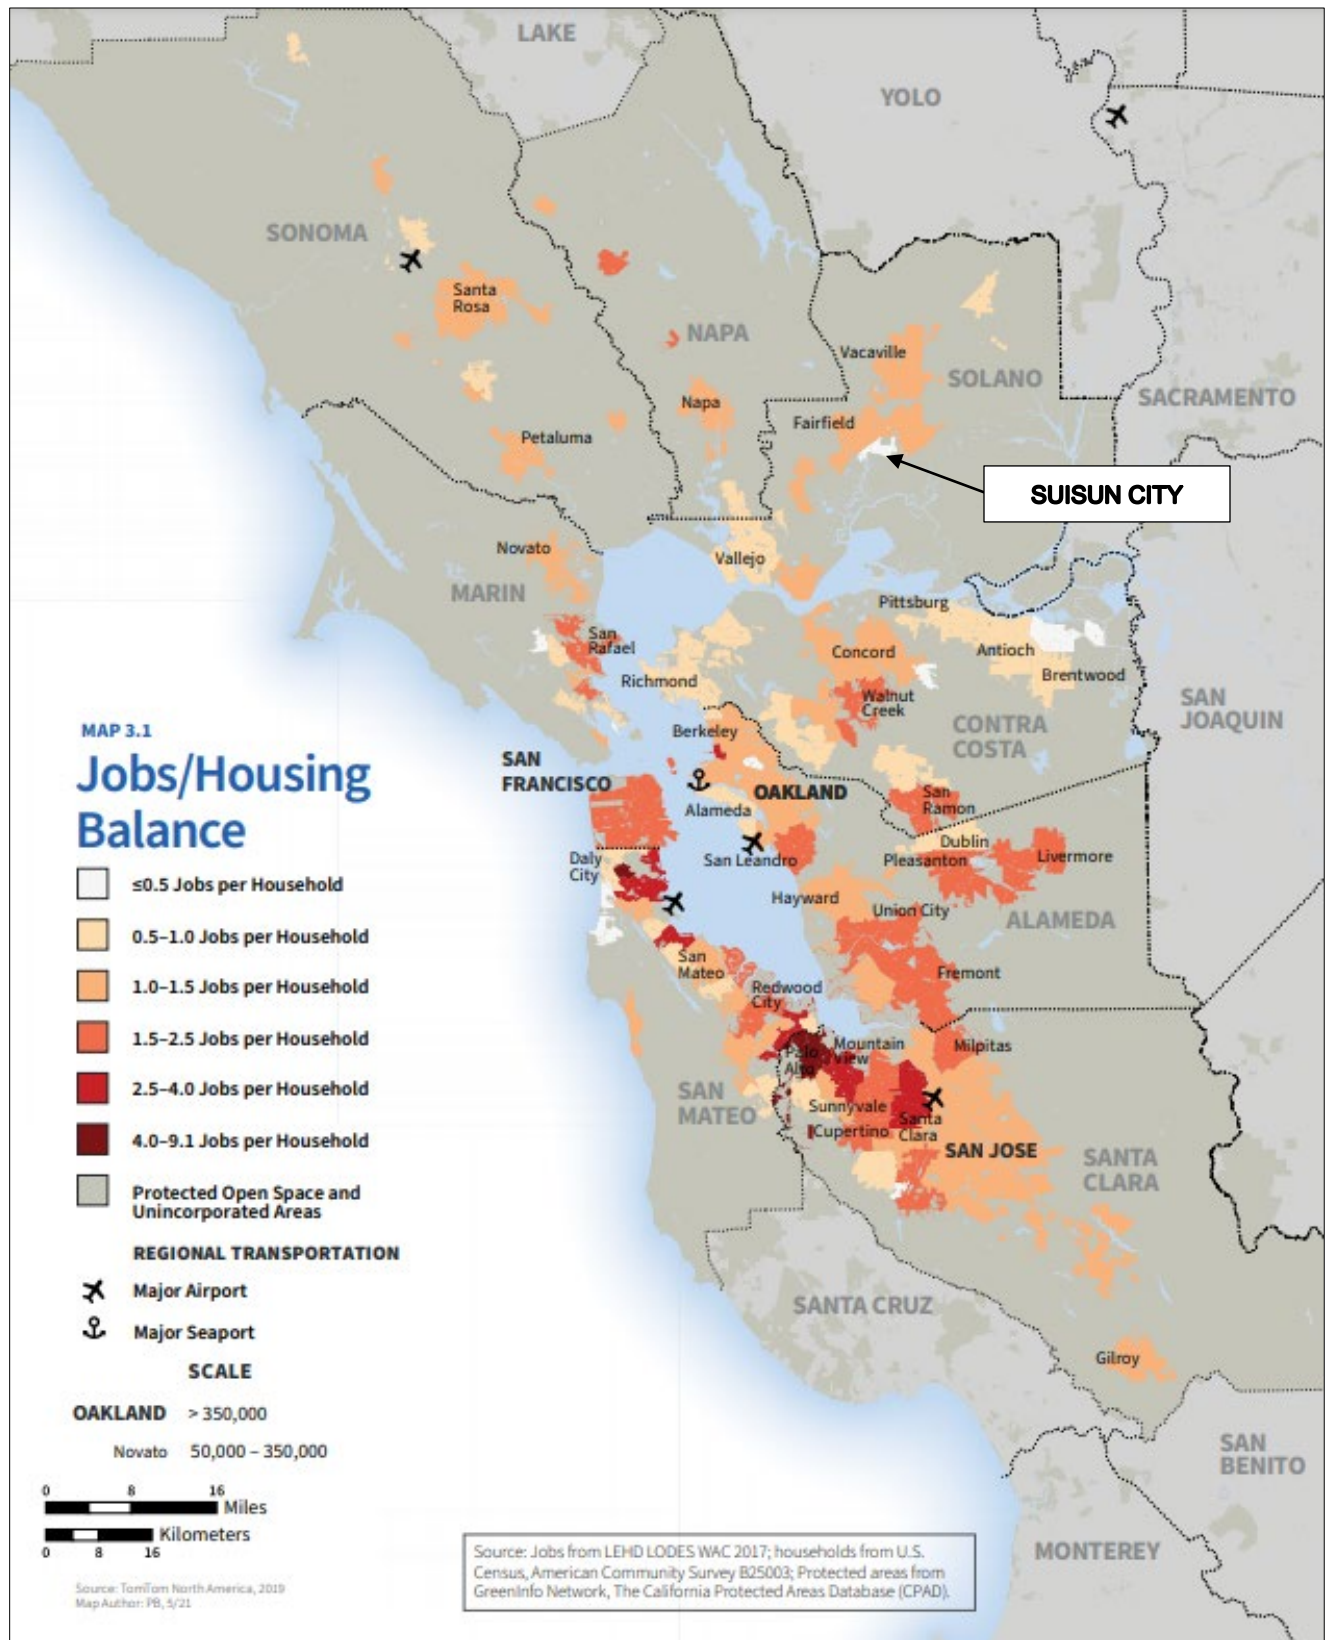 LAKE
YOLO
SONOMA
Santa
Rosa
NAPA
Vacaville
SOLANO
SACRAMENTO
Napa
Fairfield
Petaluma
SUISUN CITY
Novato
Vallejo
MARIN
Pittsburg
San
Rafael
Concord
Antioch
Richmond
Brentwood
Walnut
Creek
SAN
JOAQUIN
CONTRA
COSTA
Berkeley
SAN
FRANCISCO
OAKLAND
Alameda
San
Ramon
Dublin
San Leandro
Pleasanton
Livermore
Daly
City
Hayward
Union City
ALAMEDA
San
Mateo
Fremont
Redwood
City
Palo
Alto
Mountain
View
Milpitas
SAN
MATEO
Sunnyvale
Santa
Clara
Cupertino
SAN JOSE
SANTA
CLARA
SANTA CRUZ
Gilroy
SAN
BENITO
MONTEREY
MAP 3.1
Jobs/Housing
Balance
≤0.5 Jobs per Household
0.5–1.0 Jobs per Household
1.0–1.5 Jobs per Household
1.5–2.5 Jobs per Household
2.5–4.0 Jobs per Household
4.0–9.1 Jobs per Household
Protected Open Space and
Unincorporated Areas
REGIONAL TRANSPORTATION
Major Airport
Major Seaport
SCALE
OAKLAND > 350,000
Novato 50,000 – 350,000
0 8 16
Miles
Kilometers
0 8 16
Source: TomTom North America, 2019
Map Author: PB, 5/21
Source: Jobs from LEHD LODES WAC 2017; households from U.S.
Census, American Community Survey B25003; Protected areas from
GreenInfo Network, The California Protected Areas Database (CPAD).